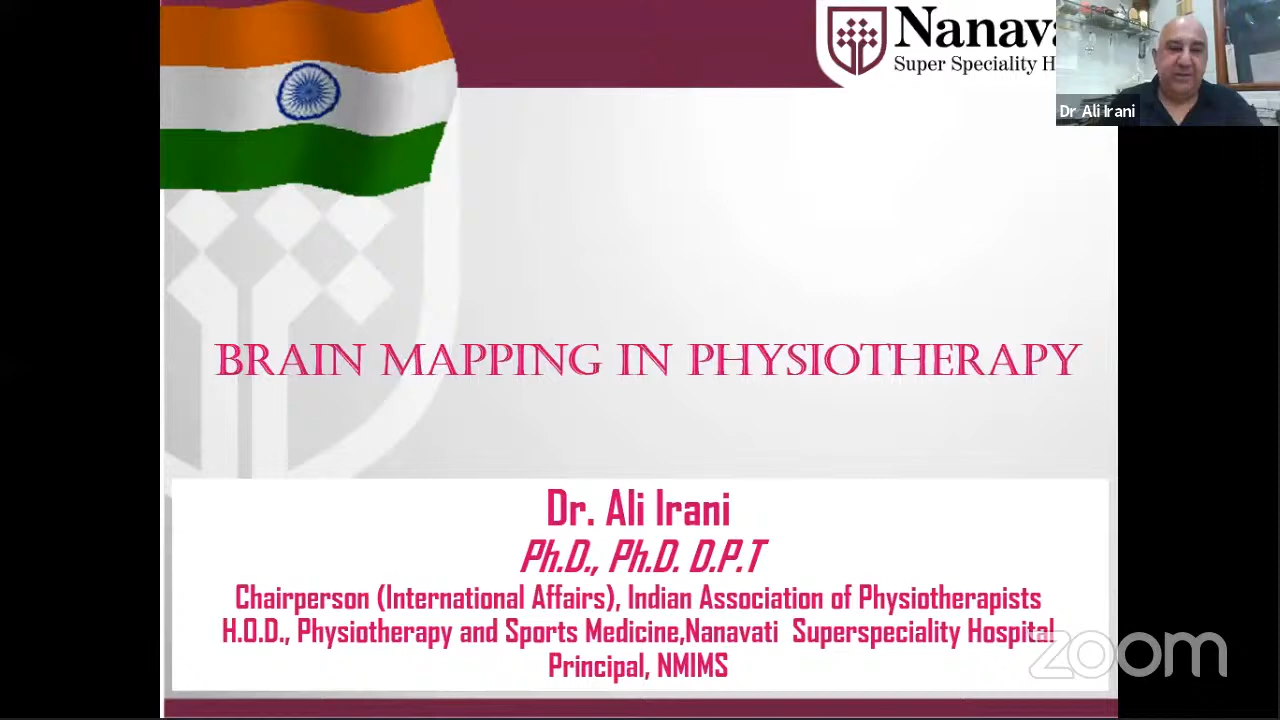 Nanava
Super Speciality H
Dr Ali Irani
BRAIN MAPPING IN PHYSIOTHERAPY
Dr. Ali Irani
Ph.D., Ph.D. D.P.T
Chairperson (International Affairs), Indian Association of Physiotherapists
H.O.D., Physiotherapy and Sports Medicine,Nanavati Superspeciality Hospital
Principal, NMIMS
zoom